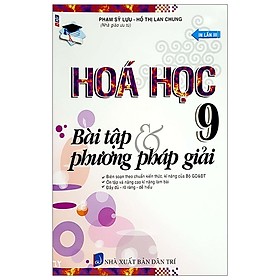 PHẠM SỸ LỰU - HỒ THỊ LAN CHUNG
(Nhà giáo ưu tú)
HOÁ HỌC
9
Bài tập &
phương pháp giải
Biên soạn theo chuẩn kiến thức, kĩ năng của Bộ GD&ĐT
Ôn tập và nâng cao kĩ năng làm bài
Đầy đủ - rõ ràng - dễ hiểu
NHÀ XUẤT BẢN DÂN TRÍ